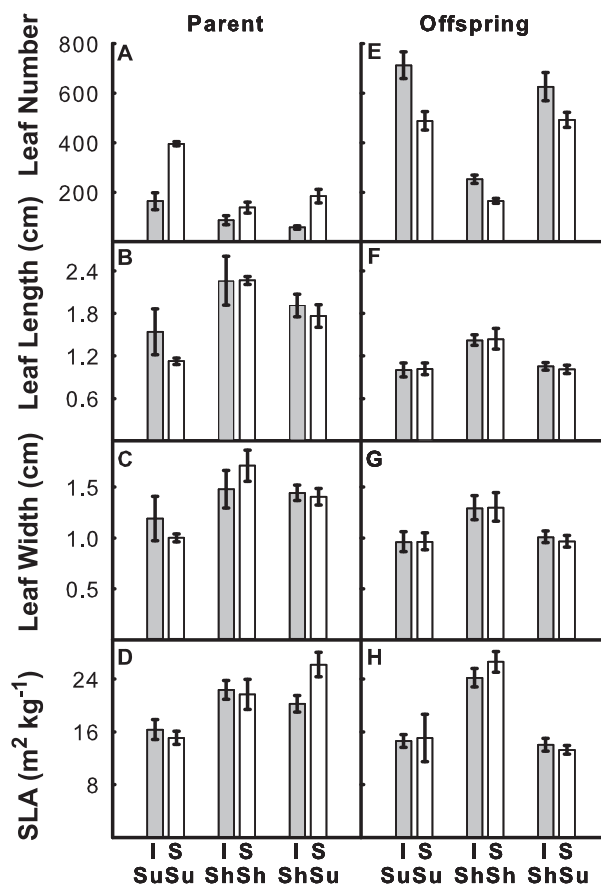 Parent Offspring
Leaf Number
800
600
400
200
A
E
Leaf Length (cm)
2.4
1.8
1.2
0.6
B
F
Leaf Width (cm)
1.5
1.0
0.5
C
G
SLA (m² kg⁻¹)
24
16
8
D
H
I S I S I S I S I S I S
SuSu ShSh ShSu SuSu ShSh ShSu